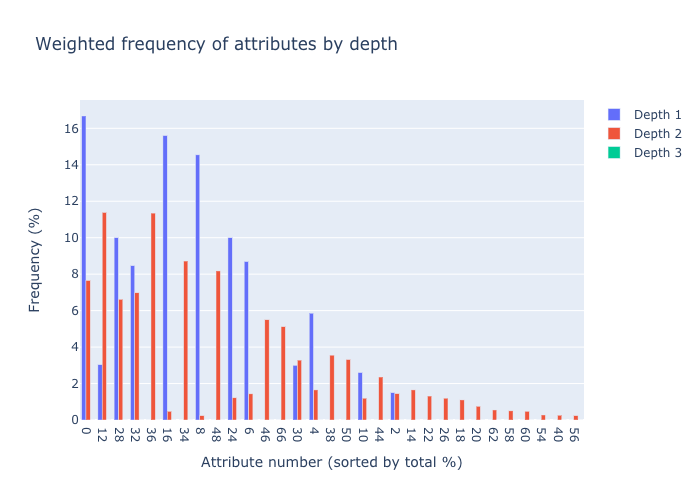 Weighted frequency of attributes by depth
Depth 1
Depth 2
Depth 3
Frequency (%)
16
14
12
10
8
6
4
2
0
0 12 28 32 36 16 34 8 48 24 6 46 66 30 4 38 50 10 44 2 14 22 26 18 20 62 58 60 54 40 56
Attribute number (sorted by total %)